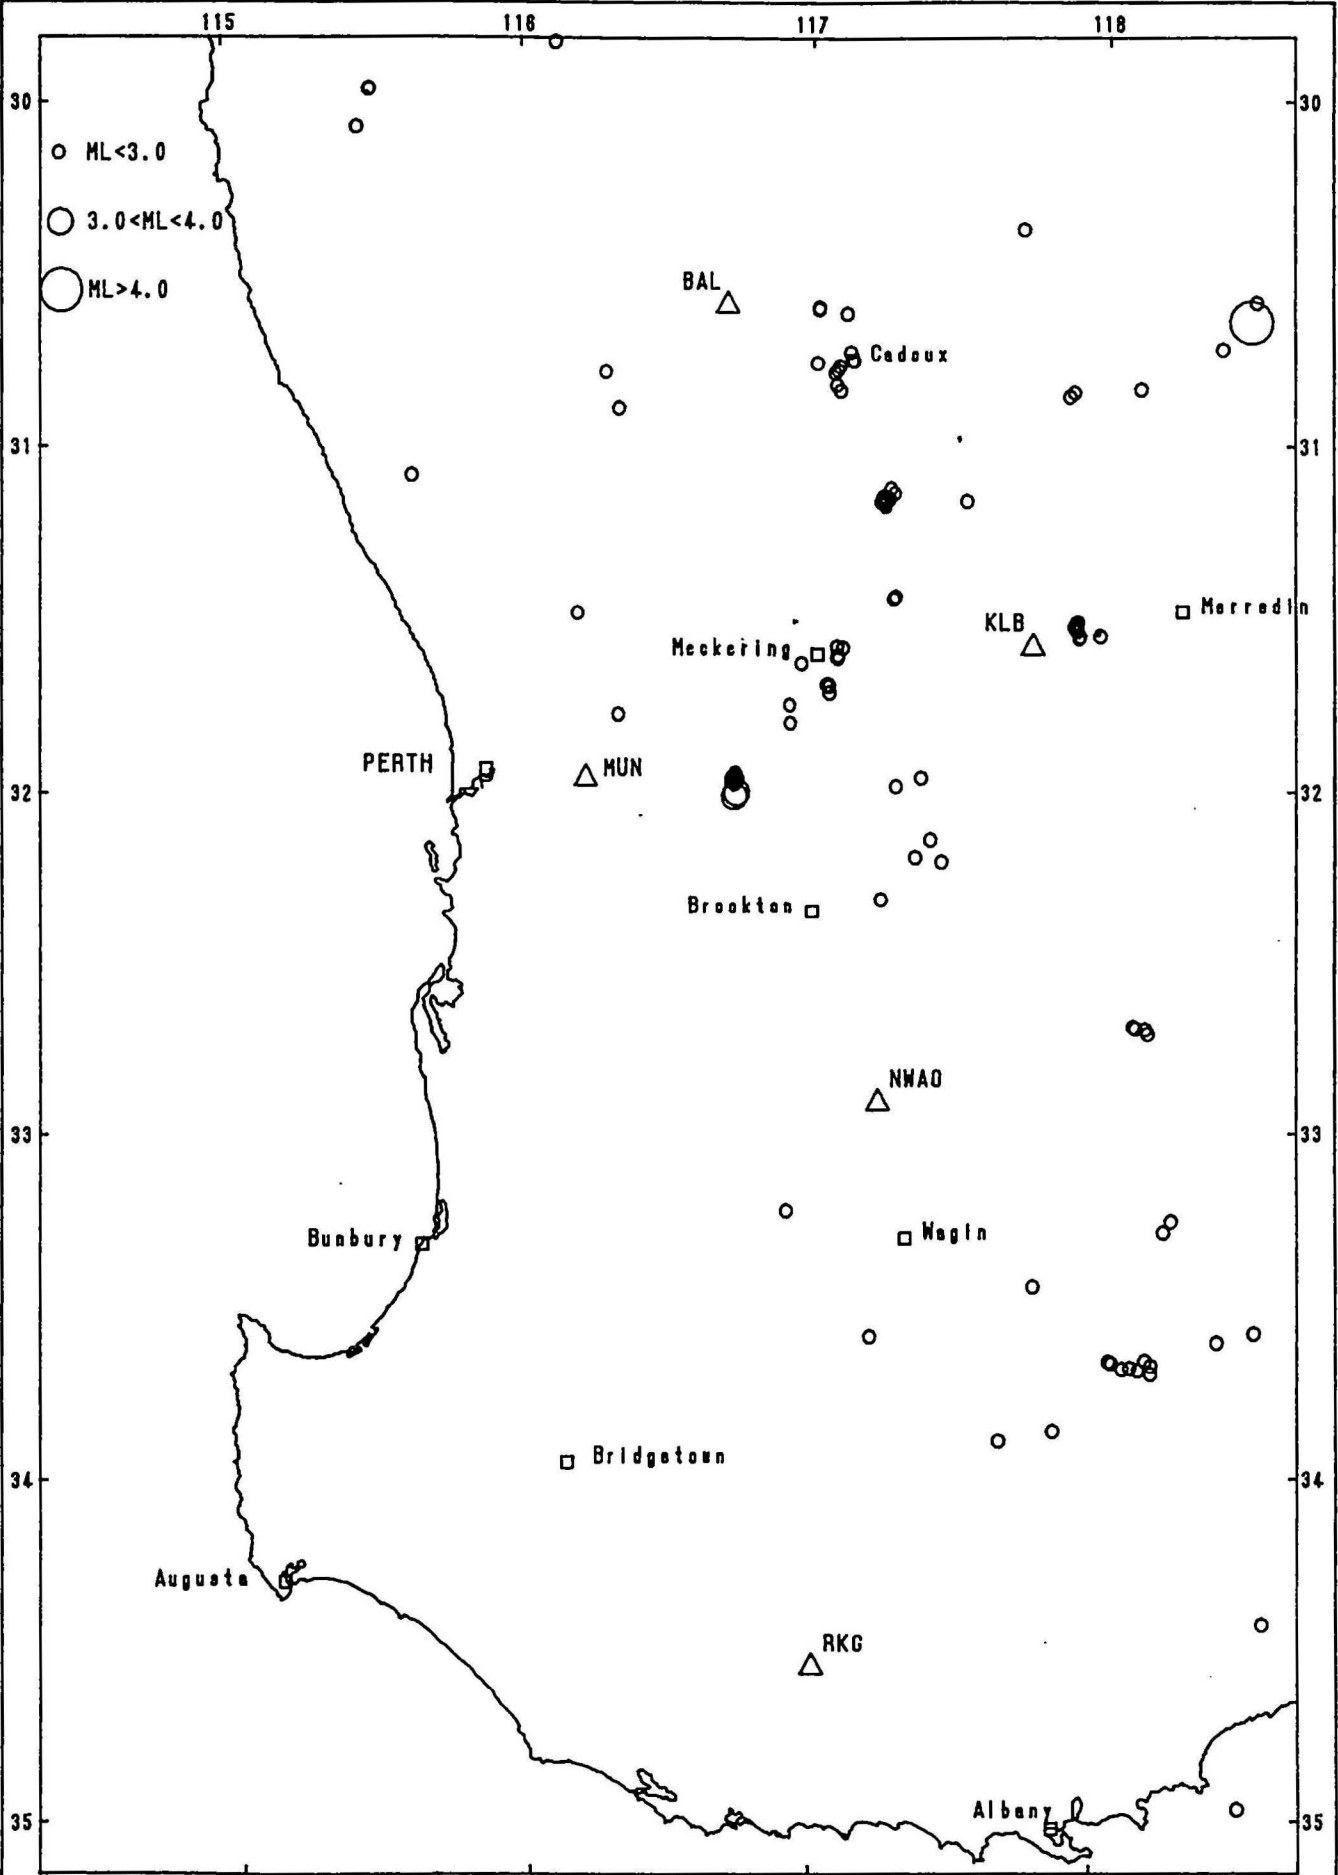 115 116 117 118
30 30
ML<3.0
3.0<ML<4.0
ML>4.0
BAL
Cadoux
31 31
Merredin
KLB
Meckering
PERTH
MUN
32 32
Brookton
NWAO
33 33
Wagin
Bunbury
Bridgetown
34 34
Augusta
RKG
Albany
35 35